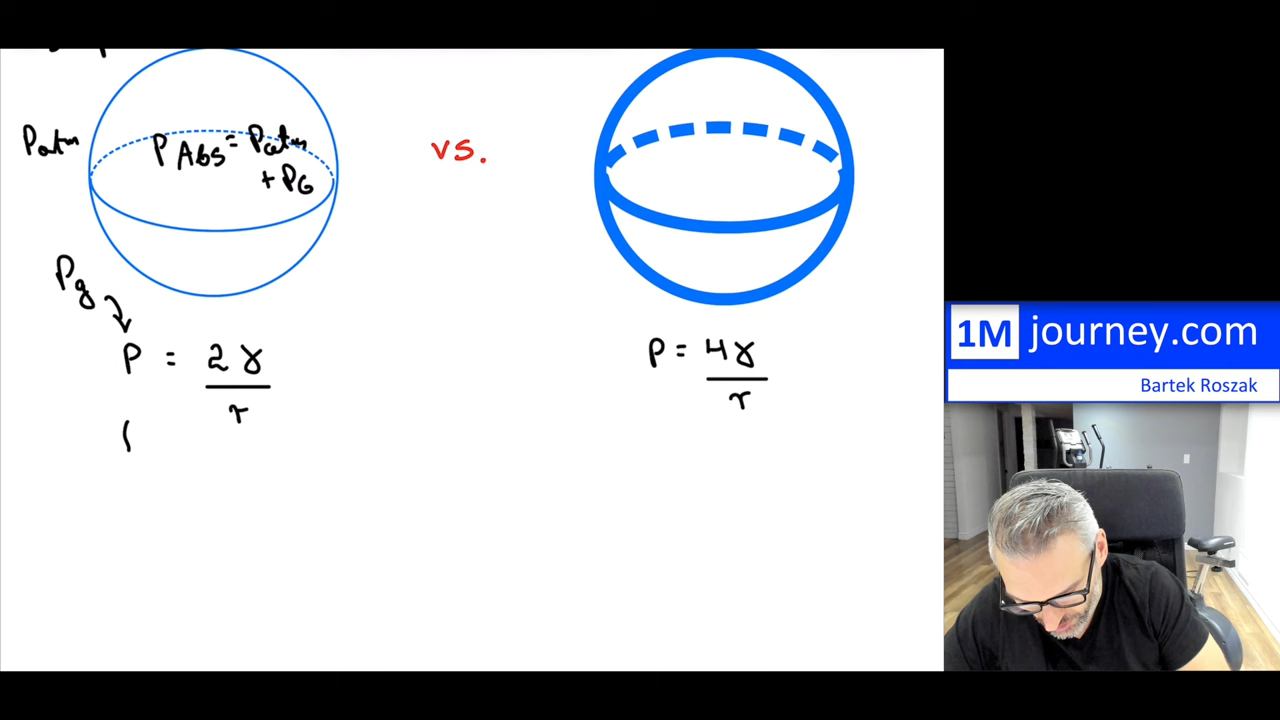 Patm
P Abs = Patm
+ PG
vs.
Pg
P = 2γ
r
P = 4γ
r
(
1M journey.com
Bartek Roszak